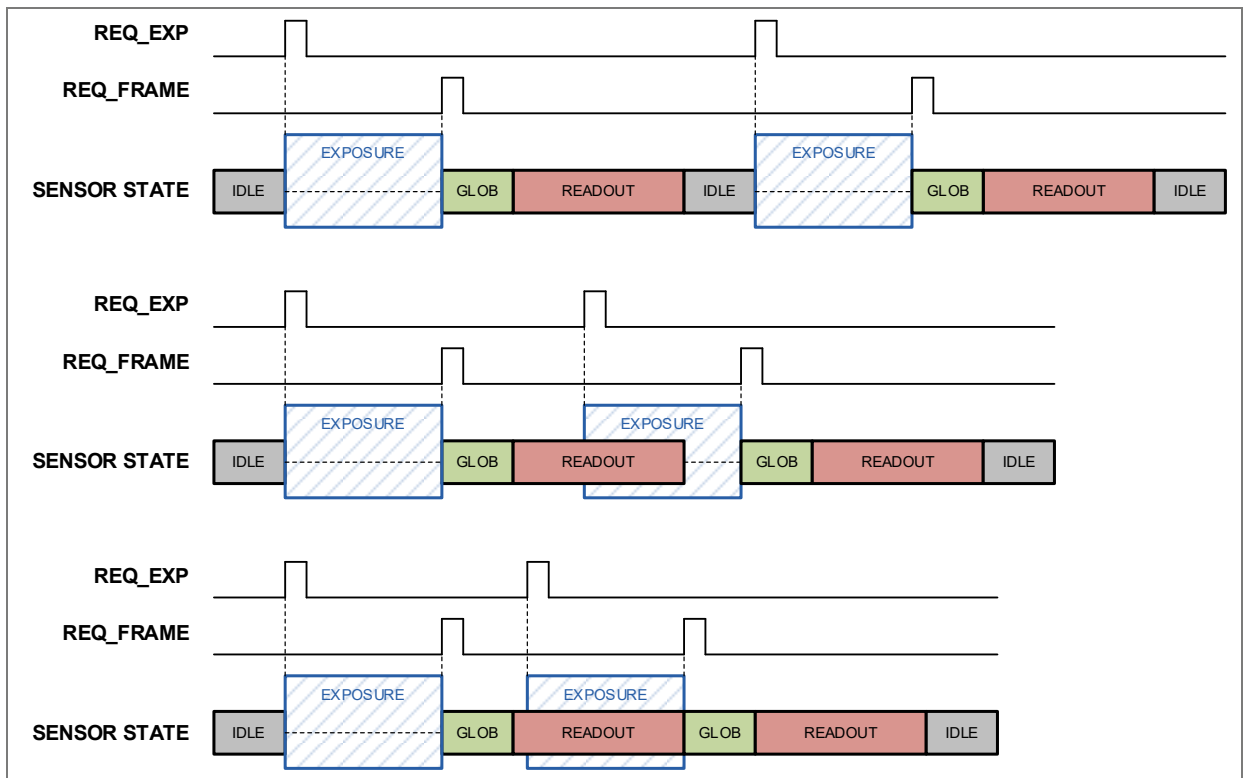 REQ_EXP
REQ_FRAME
EXPOSURE EXPOSURE
SENSOR STATE IDLE GLOB READOUT IDLE GLOB READOUT IDLE
REQ_EXP
REQ_FRAME
EXPOSURE EXPOSURE
SENSOR STATE IDLE GLOB READOUT GLOB READOUT IDLE
REQ_EXP
REQ_FRAME
EXPOSURE EXPOSURE
SENSOR STATE IDLE GLOB READOUT GLOB READOUT IDLE